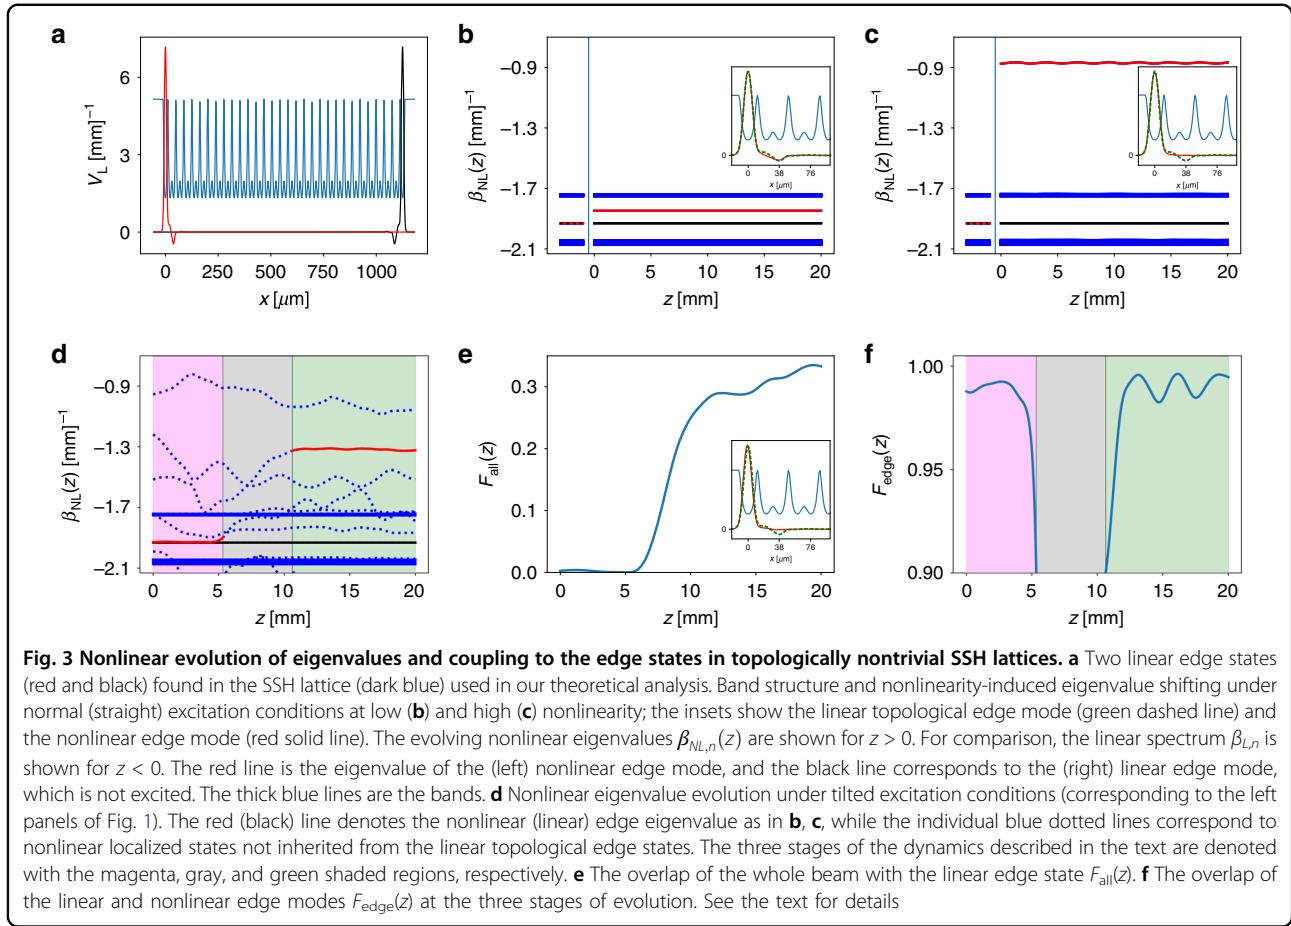 a
b
c
6
3
0
V_L [mm]⁻¹
0 250 500 750 1000
x [μm]
−0.9
−1.3
−1.7
−2.1
β_NL(z) [mm]⁻¹
0
0 38 76
x [μm]
0 5 10 15 20
z [mm]
−0.9
−1.3
−1.7
−2.1
β_NL(z) [mm]⁻¹
0
0 38 76
x [μm]
0 5 10 15 20
z [mm]
d
e
f
−0.9
−1.3
−1.7
−2.1
β_NL(z) [mm]⁻¹
0 5 10 15 20
z [mm]
0.3
0.2
0.1
0.0
F_all(z)
0
0 38 76
x [μm]
0 5 10 15 20
z [mm]
1.00
0.95
0.90
F_edge(z)
0 5 10 15 20
z [mm]
Fig. 3 Nonlinear evolution of eigenvalues and coupling to the edge states in topologically nontrivial SSH lattices. a Two linear edge states
(red and black) found in the SSH lattice (dark blue) used in our theoretical analysis. Band structure and nonlinearity-induced eigenvalue shifting under
normal (straight) excitation conditions at low (b) and high (c) nonlinearity; the insets show the linear topological edge mode (green dashed line) and
the nonlinear edge mode (red solid line). The evolving nonlinear eigenvalues β_NL,n(z) are shown for z > 0. For comparison, the linear spectrum β_L,n is
shown for z < 0. The red line is the eigenvalue of the (left) nonlinear edge mode, and the black line corresponds to the (right) linear edge mode,
which is not excited. The thick blue lines are the bands. d Nonlinear eigenvalue evolution under tilted excitation conditions (corresponding to the left
panels of Fig. 1). The red (black) line denotes the nonlinear (linear) edge eigenvalue as in b, c, while the individual blue dotted lines correspond to
nonlinear localized states not inherited from the linear topological edge states. The three stages of the dynamics described in the text are denoted
with the magenta, gray, and green shaded regions, respectively. e The overlap of the whole beam with the linear edge state F_all(z). f The overlap of
the linear and nonlinear edge modes F_edge(z) at the three stages of evolution. See the text for details